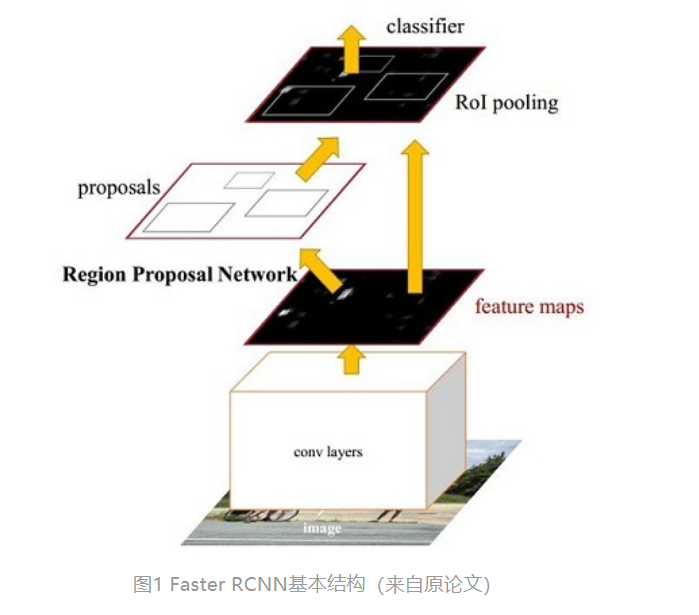 classifier
RoI pooling
proposals
Region Proposal Network
feature maps
conv layers
image
图1 Faster RCNN基本结构（来自原论文）